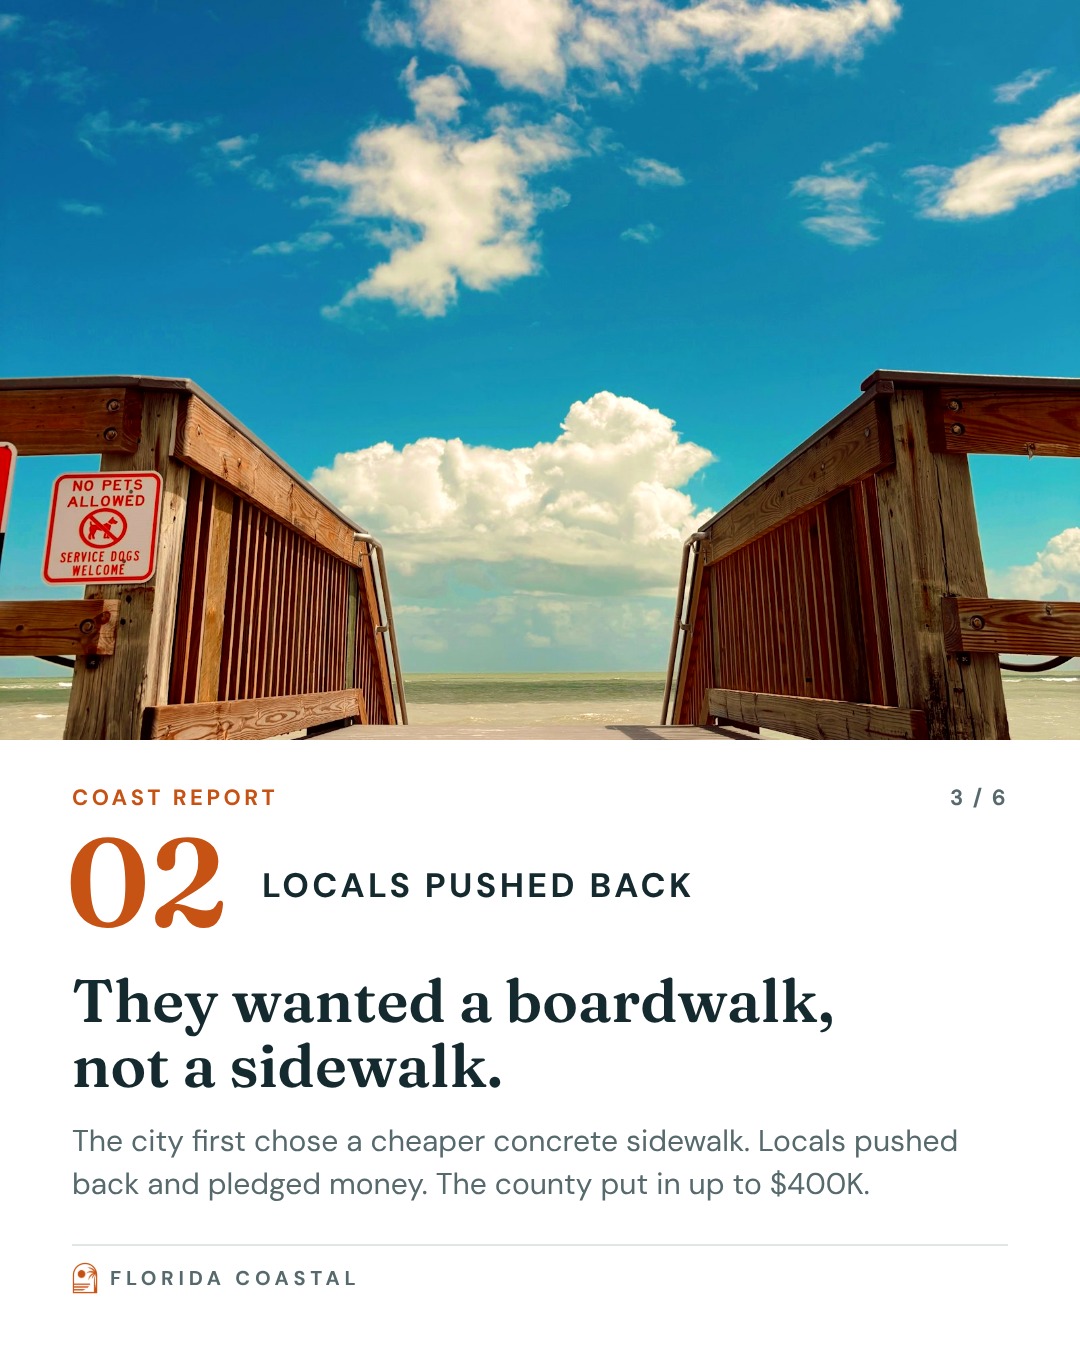 NO PETS
ALLOWED
SERVICE DOGS
WELCOME
COAST REPORT
3 / 6
02
LOCALS PUSHED BACK
They wanted a boardwalk,
not a sidewalk.
The city first chose a cheaper concrete sidewalk. Locals pushed
back and pledged money. The county put in up to $400K.
FLORIDA COASTAL